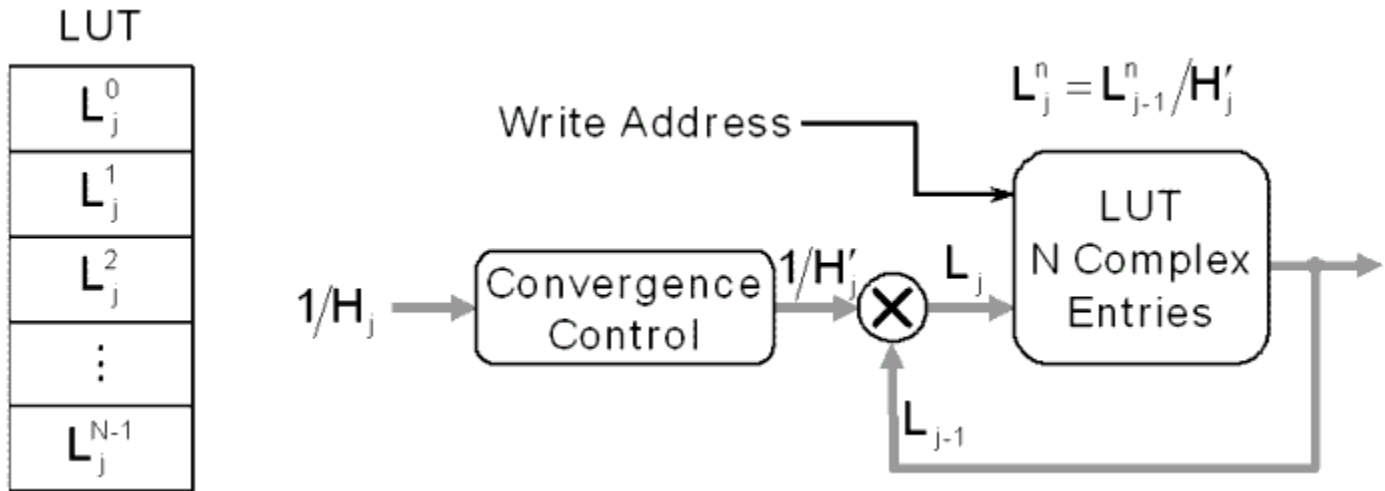 LUT
L_j^0
L_j^1
L_j^2
⋮
L_j^{N-1}
L_j^n = L_{j-1}^n/H'_j
Write Address
LUT
N Complex
Entries
1/H_j
Convergence
Control
1/H'_j
L_j
L_{j-1}